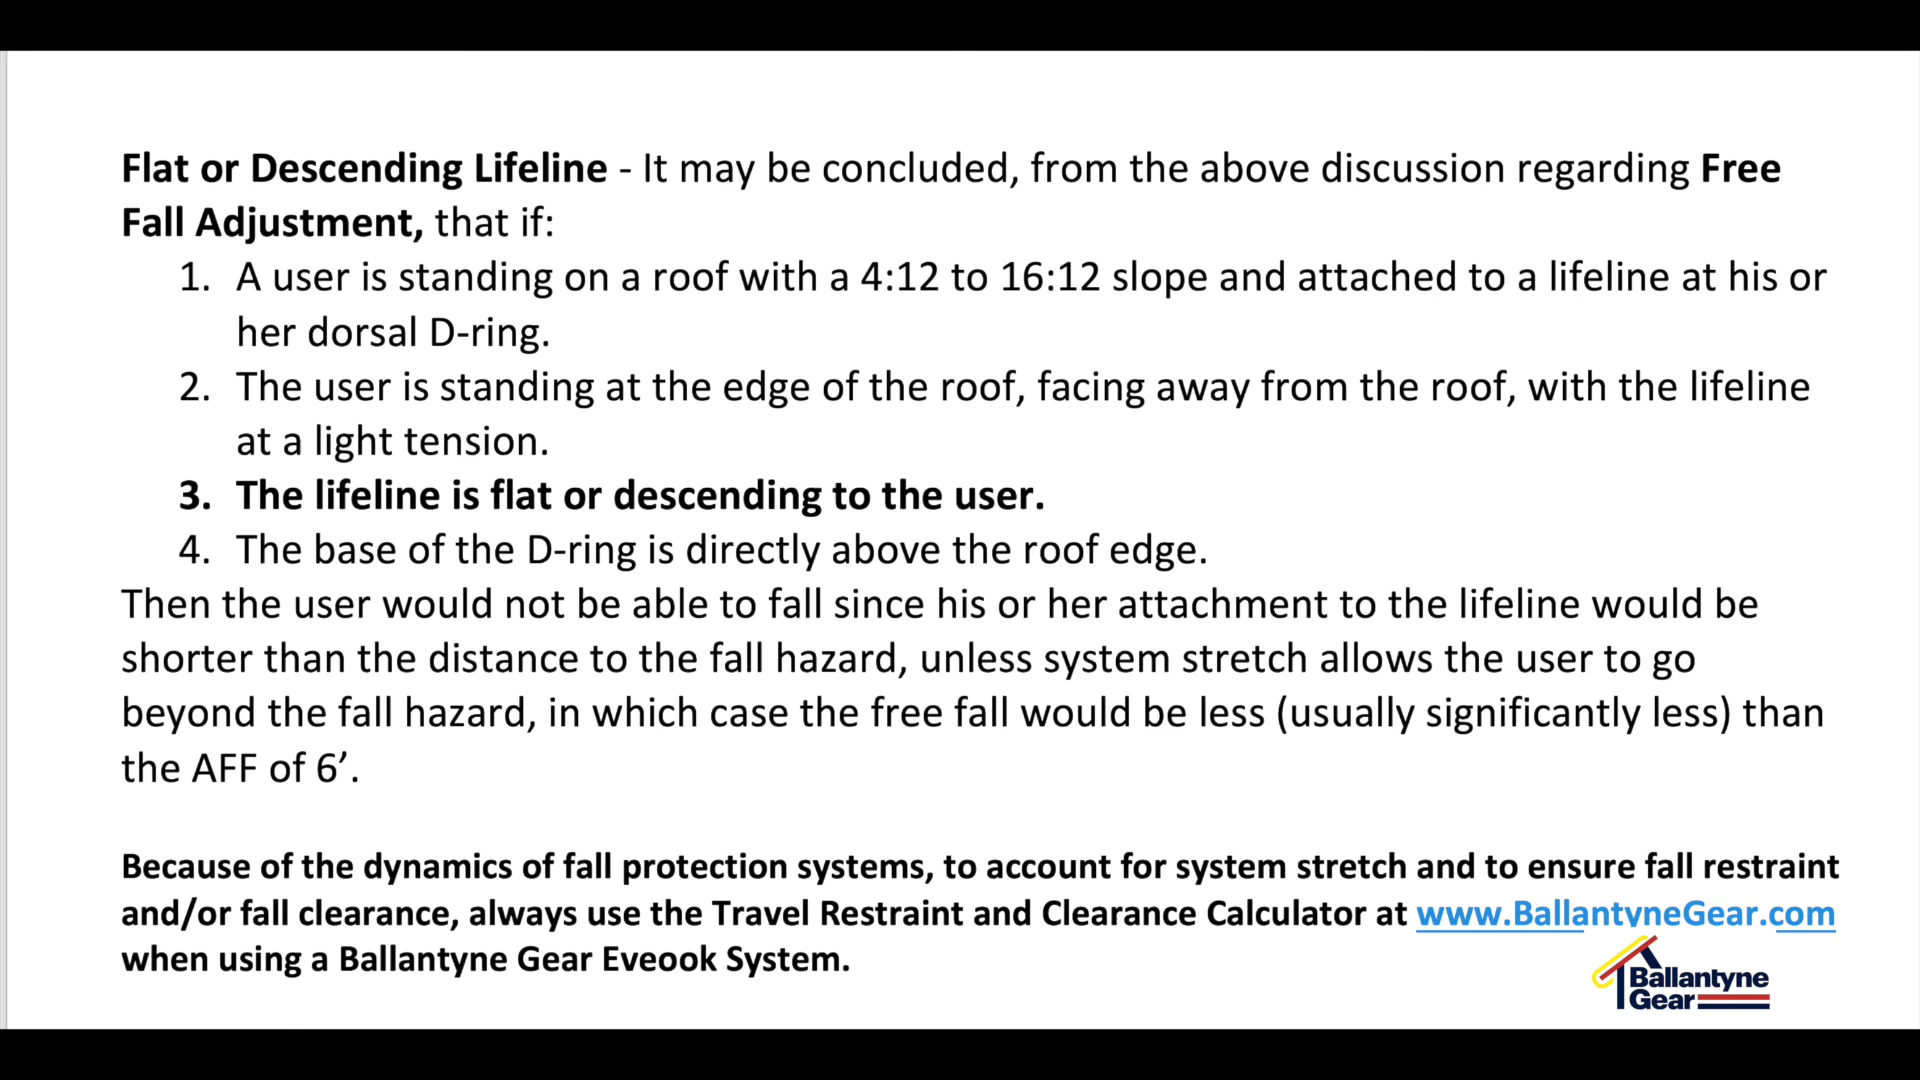 Flat or Descending Lifeline - It may be concluded, from the above discussion regarding Free
Fall Adjustment, that if:
1. A user is standing on a roof with a 4:12 to 16:12 slope and attached to a lifeline at his or
her dorsal D-ring.
2. The user is standing at the edge of the roof, facing away from the roof, with the lifeline
at a light tension.
3. The lifeline is flat or descending to the user.
4. The base of the D-ring is directly above the roof edge.
Then the user would not be able to fall since his or her attachment to the lifeline would be
shorter than the distance to the fall hazard, unless system stretch allows the user to go
beyond the fall hazard, in which case the free fall would be less (usually significantly less) than
the AFF of 6’.
Because of the dynamics of fall protection systems, to account for system stretch and to ensure fall restraint
and/or fall clearance, always use the Travel Restraint and Clearance Calculator at www.BallantyneGear.com
when using a Ballantyne Gear Eveook System.
Ballantyne
Gear